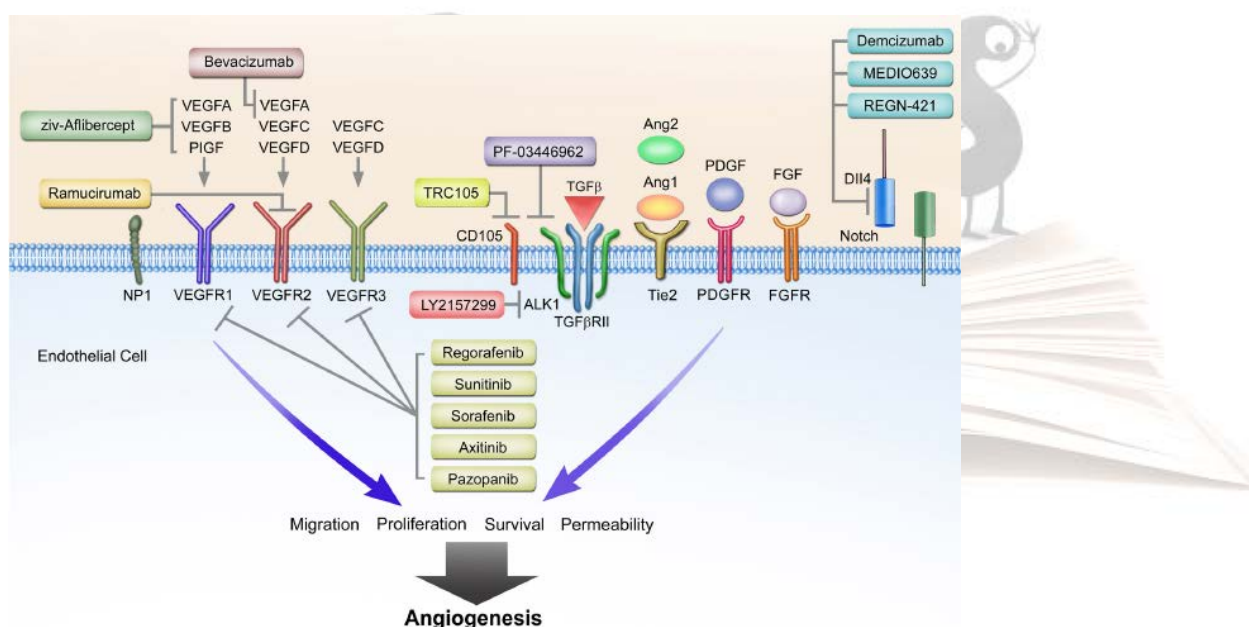 Bevacizumab
ziv-Aflibercept
VEGFA
VEGFB
PIGF
VEGFA
VEGFC
VEGFD
VEGFC
VEGFD
Ramucirumab
TRC105
PF-03446962
TGFβ
Ang2
Ang1
PDGF
FGF
Demcizumab
MEDIO639
REGN-421
Dll4
Notch
CD105
NP1
VEGFR1
VEGFR2
VEGFR3
LY2157299
ALK1
TGFβRII
Tie2
PDGFR
FGFR
Endothelial Cell
Regorafenib
Sunitinib
Sorafenib
Axitinib
Pazopanib
Migration Proliferation Survival Permeability
Angiogenesis